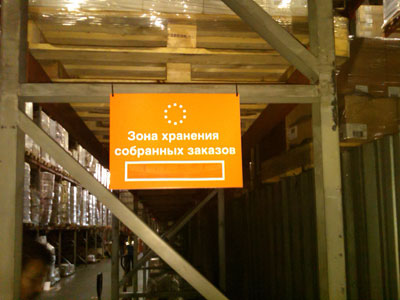 Зона хранения
собранных заказов